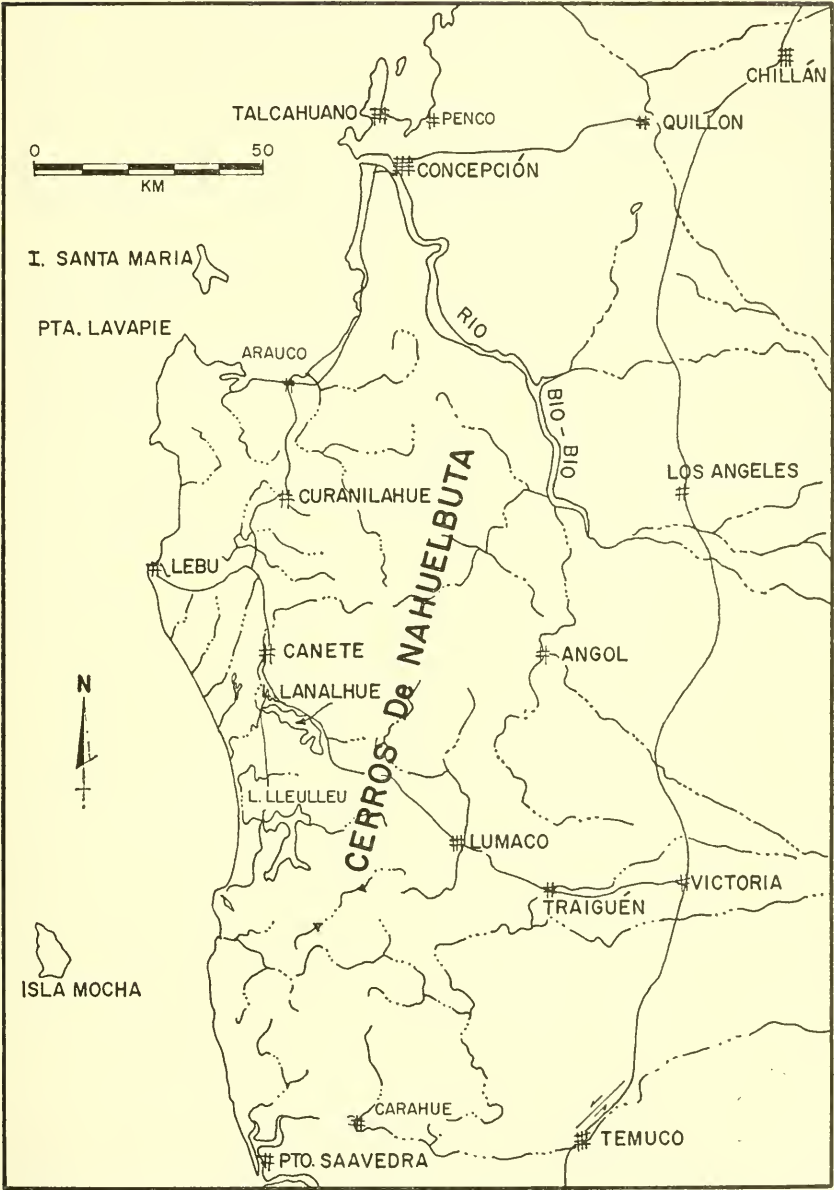 CHILLÁN
TALCAHUANO
PENCO
QUILLON
0 50
KM
CONCEPCIÓN
I. SANTA MARIA
PTA. LAVAPIE
RIO
ARAUCO
BIO-BIO
LOS ANGELES
CURANILAHUE
LEBU
CERROS De NAHUELBUTA
CANETE
ANGOL
N
L. LANALHUE
L. LLEULLEU
LUMACO
VICTORIA
TRAIGUÉN
ISLA MOCHA
CARAHUE
TEMUCO
PTO. SAAVEDRA